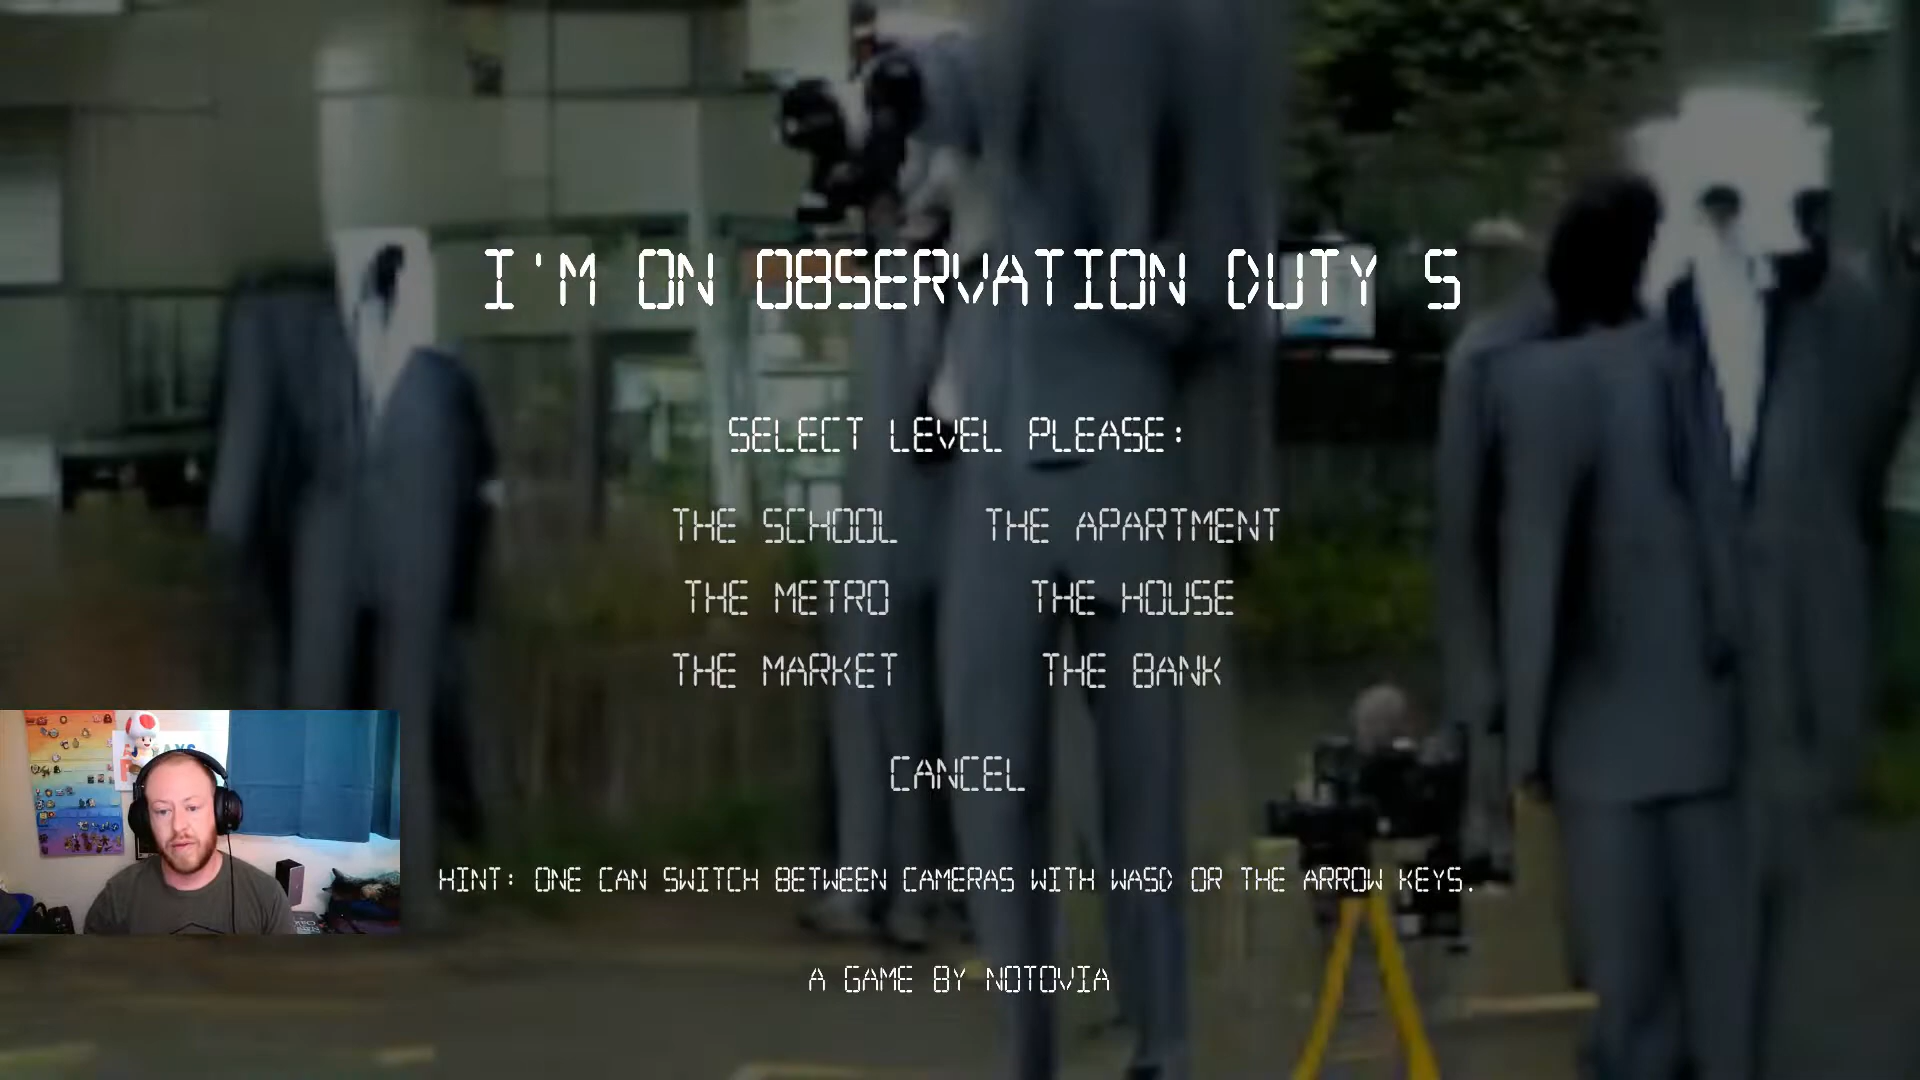 I'M ON OBSERVATION DUTY 5
SELECT LEVEL PLEASE:
THE SCHOOL THE APARTMENT
THE METRO THE HOUSE
THE MARKET THE BANK
CANCEL
HINT: ONE CAN SWITCH BETWEEN CAMERAS WITH WASD OR THE ARROW KEYS.
A GAME BY NOTOVIA